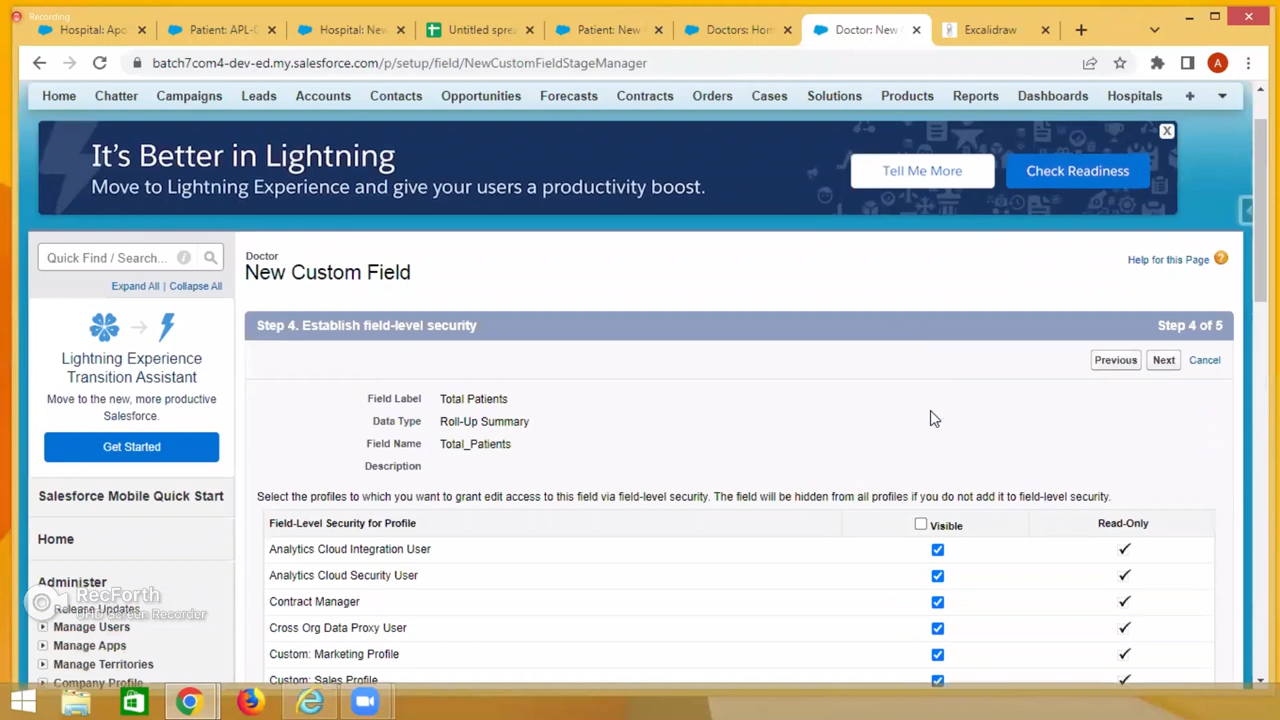 Recording
Hospital: Apo
Patient: APL-0
Hospital: New
Untitled spre
Patient: New
Doctors: Hom
Doctor: New
Excalidraw
batch7com4-dev-ed.my.salesforce.com/p/setup/field/NewCustomFieldStageManager
A
Home Chatter Campaigns Leads Accounts Contacts Opportunities Forecasts Contracts Orders Cases Solutions Products Reports Dashboards Hospitals +
It's Better in Lightning
Move to Lightning Experience and give your users a productivity boost.
Tell Me More
Check Readiness
X
Quick Find / Search...
Expand All | Collapse All
Lightning Experience
Transition Assistant
Move to the new, more productive
Salesforce.
Get Started
Salesforce Mobile Quick Start
Home
Administer
Release Updates
Manage Users
Manage Apps
Manage Territories
Company Profile
RecForth
UHD Screen Recorder
Doctor
New Custom Field
Help for this Page ?
Step 4. Establish field-level security
Step 4 of 5
Previous Next Cancel
Field Label Total Patients
Data Type Roll-Up Summary
Field Name Total_Patients
Description
Select the profiles to which you want to grant edit access to this field via field-level security. The field will be hidden from all profiles if you do not add it to field-level security.
Field-Level Security for Profile Visible Read-Only
Analytics Cloud Integration User
Analytics Cloud Security User
Contract Manager
Cross Org Data Proxy User
Custom: Marketing Profile
Custom: Sales Profile